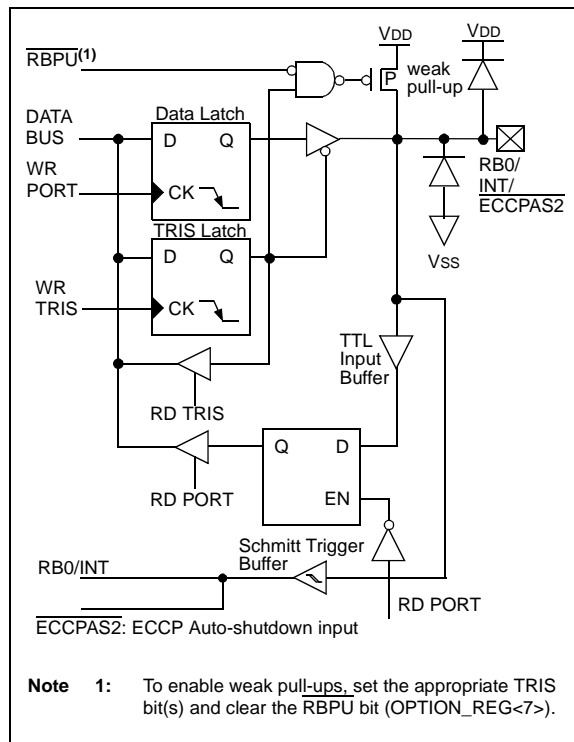 VDD
VDD
RBPU(1)
P
weak
pull-up
DATA
BUS
Data Latch
D
Q
WR
PORT
CK
RB0/
INT/
ECCPAS2
TRIS Latch
D
Q
VSS
WR
TRIS
CK
TTL
Input
Buffer
RD TRIS
Q
D
RD PORT
EN
Schmitt Trigger
Buffer
RB0/INT
RD PORT
ECCPAS2: ECCP Auto-shutdown input
Note 1: To enable weak pull-ups, set the appropriate TRIS
bit(s) and clear the RBPU bit (OPTION_REG<7>).